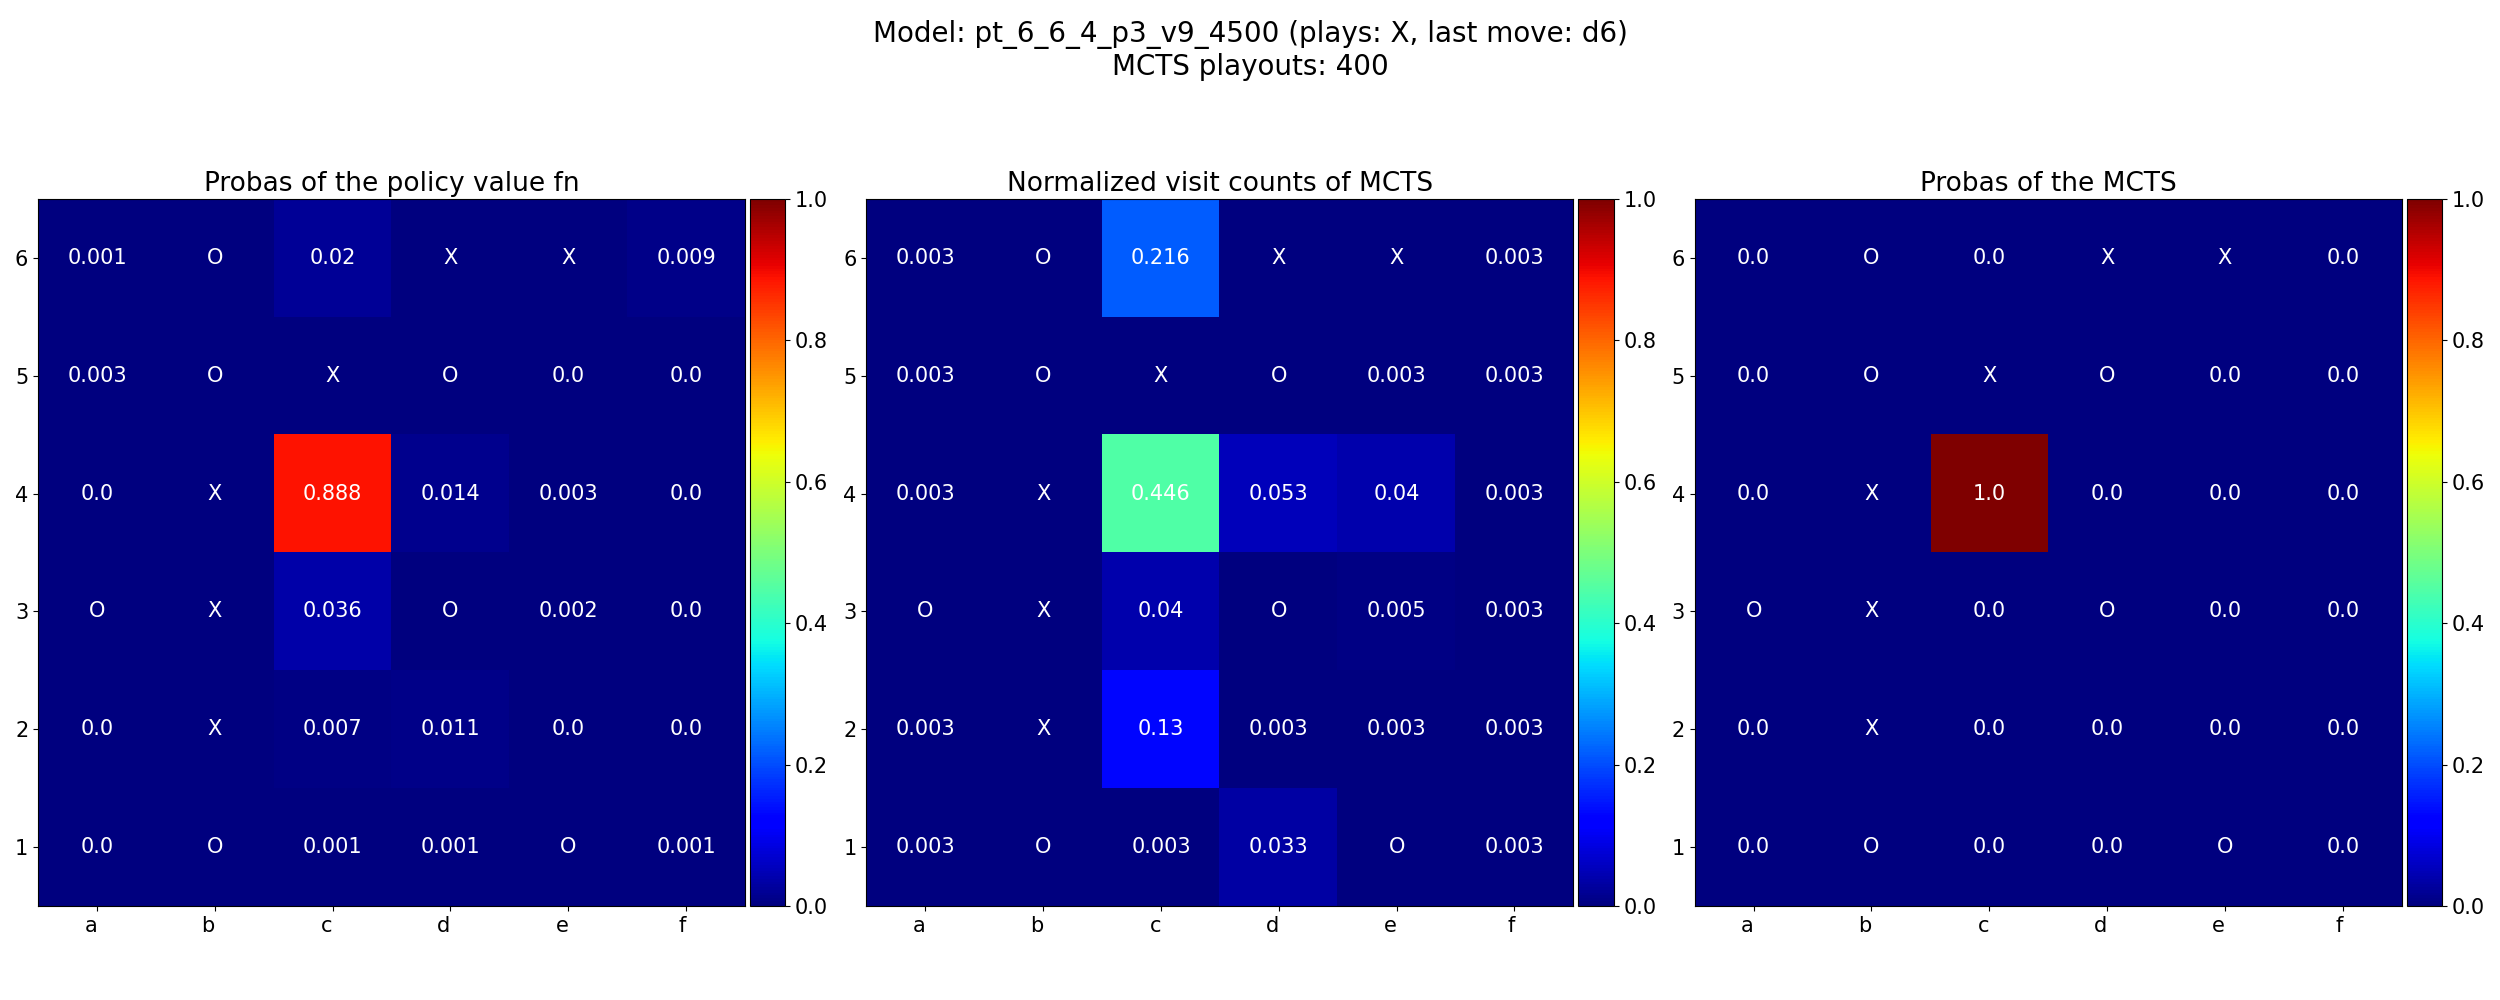 Model: pt_6_6_4_p3_v9_4500 (plays: X, last move: d6)
MCTS playouts: 400
Probas of the policy value fn
6 0.001 O 0.02 X X 0.009
5 0.003 O X O 0.0 0.0
4 0.0 X 0.888 0.014 0.003 0.0
3 O X 0.036 O 0.002 0.0
2 0.0 X 0.007 0.011 0.0 0.0
1 0.0 O 0.001 0.001 O 0.001
a b c d e f
1.0
0.8
0.6
0.4
0.2
0.0
Normalized visit counts of MCTS
6 0.003 O 0.216 X X 0.003
5 0.003 O X O 0.003 0.003
4 0.003 X 0.446 0.053 0.04 0.003
3 O X 0.04 O 0.005 0.003
2 0.003 X 0.13 0.003 0.003 0.003
1 0.003 O 0.003 0.033 O 0.003
a b c d e f
1.0
0.8
0.6
0.4
0.2
0.0
Probas of the MCTS
6 0.0 O 0.0 X X 0.0
5 0.0 O X O 0.0 0.0
4 0.0 X 1.0 0.0 0.0 0.0
3 O X 0.0 O 0.0 0.0
2 0.0 X 0.0 0.0 0.0 0.0
1 0.0 O 0.0 0.0 O 0.0
a b c d e f
1.0
0.8
0.6
0.4
0.2
0.0